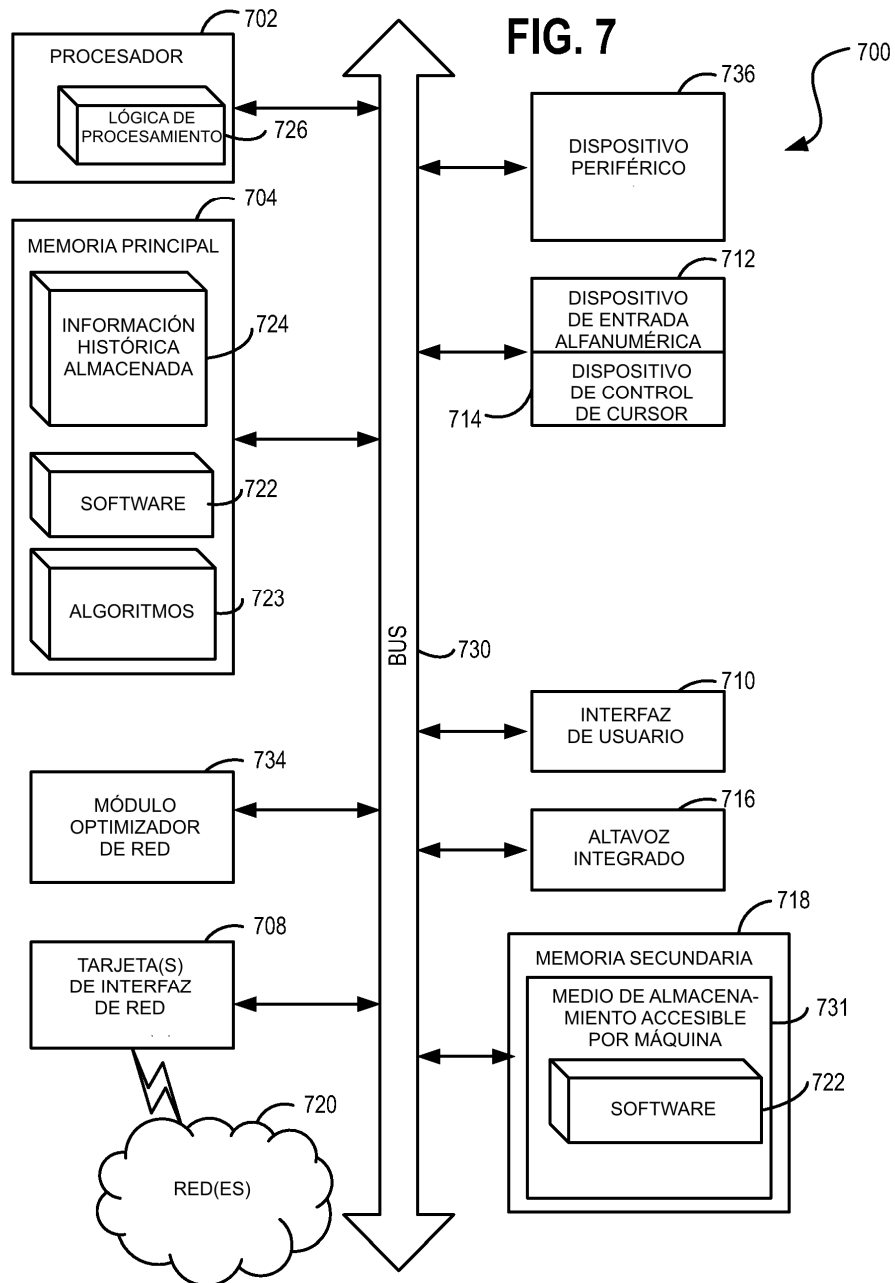 FIG. 7
700
702
PROCESADOR
LÓGICA DE
PROCESAMIENTO
726
704
MEMORIA PRINCIPAL
INFORMACIÓN
HISTÓRICA
ALMACENADA
724
SOFTWARE
722
ALGORITMOS
723
734
MÓDULO
OPTIMIZADOR
DE RED
708
TARJETA(S)
DE INTERFAZ
DE RED
720
RED(ES)
BUS
730
736
DISPOSITIVO
PERIFÉRICO
712
DISPOSITIVO
DE ENTRADA
ALFANUMÉRICA
DISPOSITIVO
DE CONTROL
DE CURSOR
714
710
INTERFAZ
DE USUARIO
716
ALTAVOZ
INTEGRADO
718
MEMORIA SECUNDARIA
MEDIO DE ALMACENA-
MIENTO ACCESIBLE
POR MÁQUINA
731
SOFTWARE
722